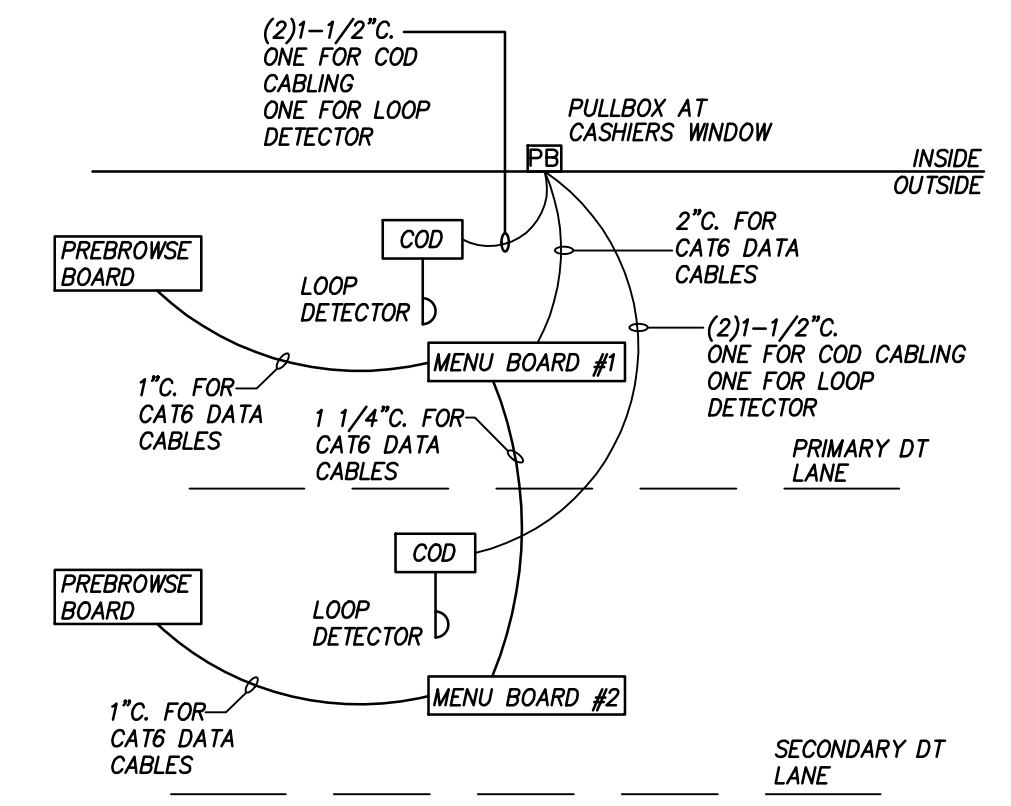 (2)1-1/2"C.
ONE FOR COD
CABLING
ONE FOR LOOP
DETECTOR
PULLBOX AT
CASHIERS WINDOW
PB
INSIDE
OUTSIDE
PREBROWSE
BOARD
COD
2"C. FOR
CAT6 DATA
CABLES
LOOP
DETECTOR
(2)1-1/2"C.
ONE FOR COD CABLING
ONE FOR LOOP
DETECTOR
MENU BOARD #1
1"C. FOR
CAT6 DATA
CABLES
1 1/4"C. FOR
CAT6 DATA
CABLES
PRIMARY DT
LANE
COD
PREBROWSE
BOARD
LOOP
DETECTOR
MENU BOARD #2
1"C. FOR
CAT6 DATA
CABLES
SECONDARY DT
LANE